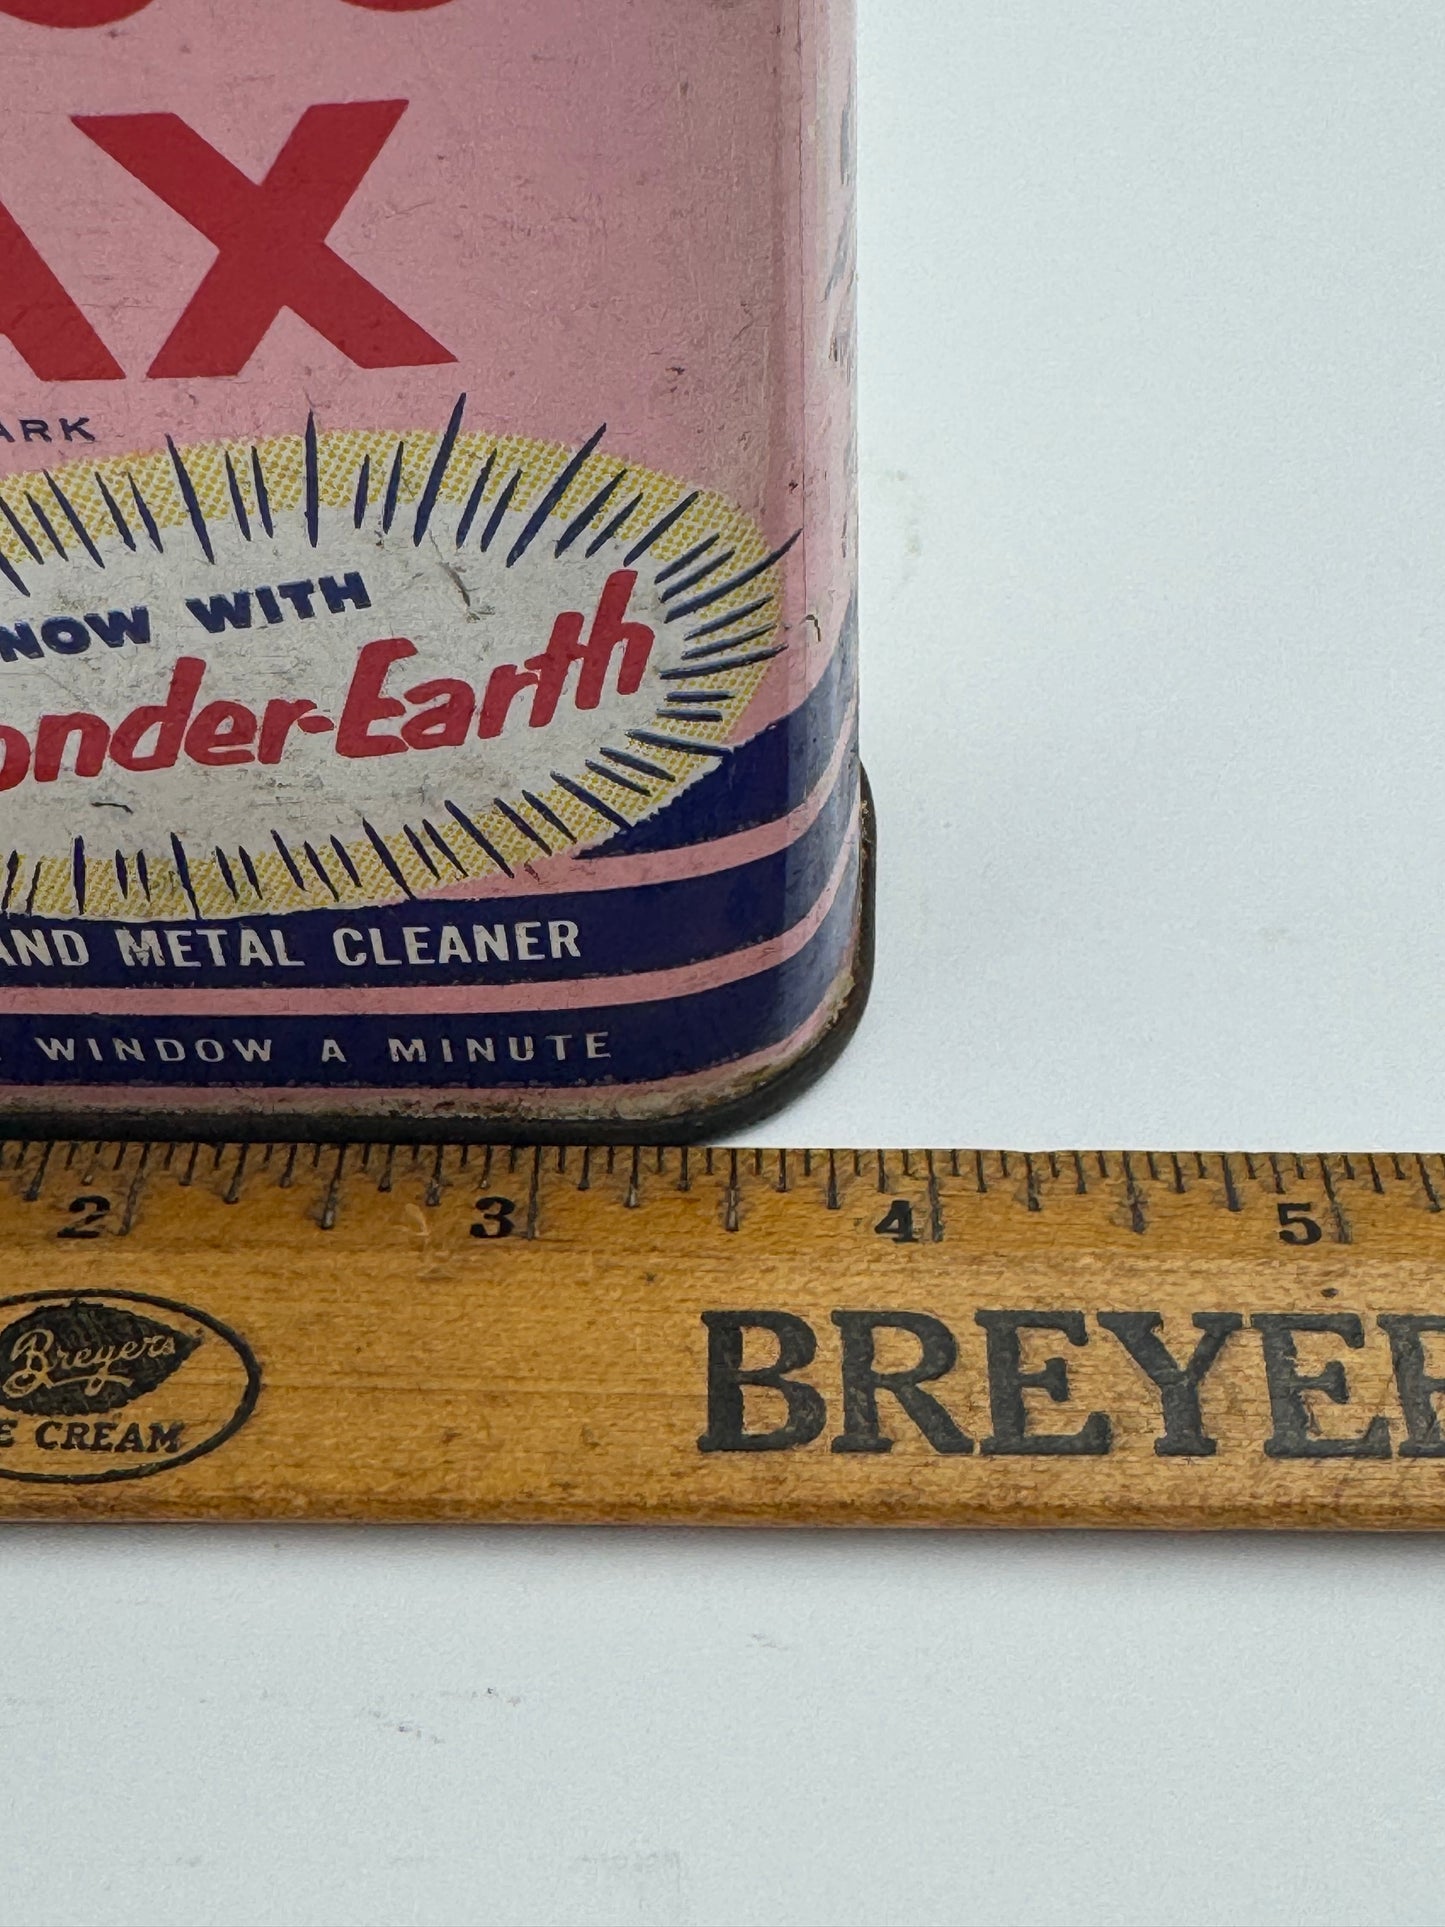 AX
ARK
NOW WITH
onder-Earth
AND METAL CLEANER
WINDOW A MINUTE
2 3 4 5
Breyers
E CREAM
BREYE